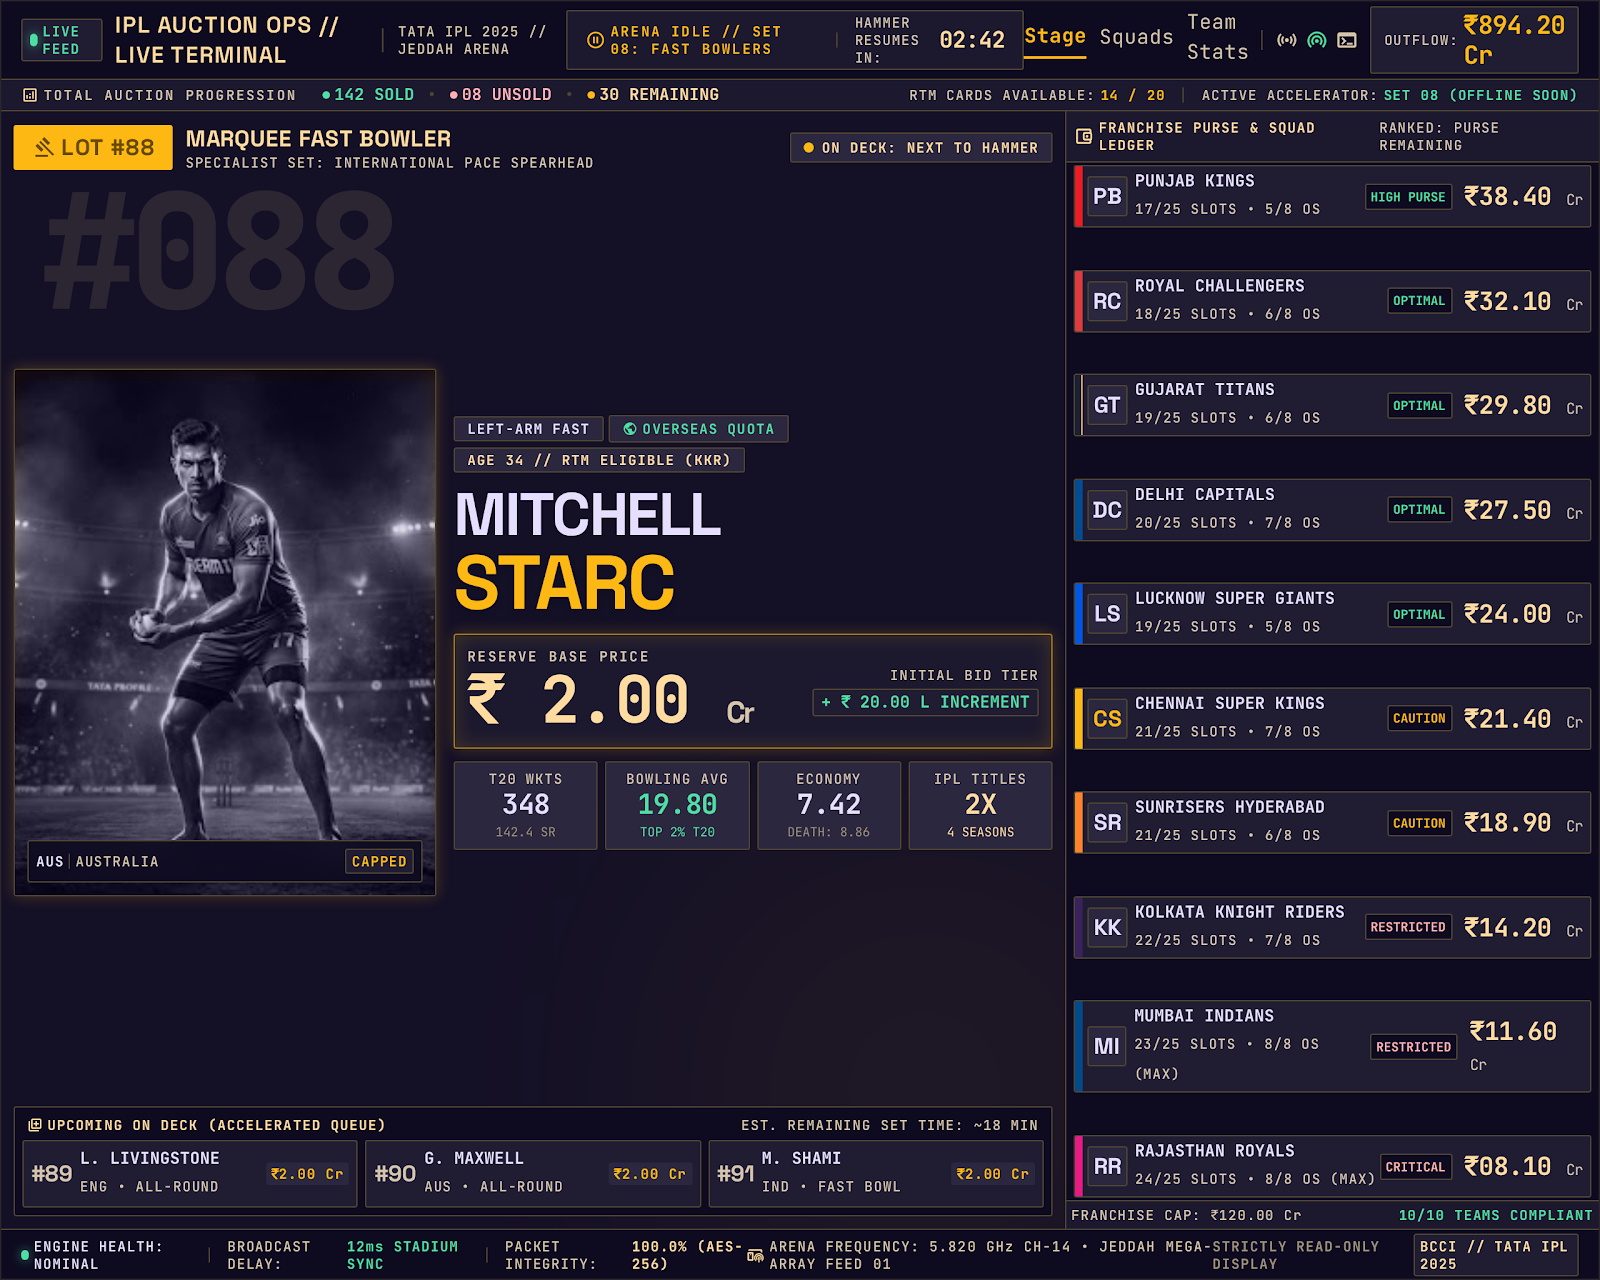 LIVE
FEED
IPL AUCTION OPS //
LIVE TERMINAL
TATA IPL 2025 //
JEDDAH ARENA
ARENA IDLE // SET
08: FAST BOWLERS
HAMMER
RESUMES
IN:
02:42
Stage
Squads
Team
Stats
OUTFLOW:
₹894.20
Cr
TOTAL AUCTION PROGRESSION
142 SOLD • 08 UNSOLD • 30 REMAINING
RTM CARDS AVAILABLE: 14 / 20
ACTIVE ACCELERATOR: SET 08 (OFFLINE SOON)
LOT #88
MARQUEE FAST BOWLER
SPECIALIST SET: INTERNATIONAL PACE SPEARHEAD
ON DECK: NEXT TO HAMMER
#088
AUS
AUSTRALIA
CAPPED
LEFT-ARM FAST
OVERSEAS QUOTA
AGE 34 // RTM ELIGIBLE (KKR)
MITCHELL
STARC
RESERVE BASE PRICE
₹ 2.00 Cr
INITIAL BID TIER
+ ₹ 20.00 L INCREMENT
T20 WKTS
348
142.4 SR
BOWLING AVG
19.80
TOP 2% T20
ECONOMY
7.42
DEATH: 8.86
IPL TITLES
2X
4 SEASONS
UPCOMING ON DECK (ACCELERATED QUEUE)
EST. REMAINING SET TIME: ~18 MIN
#89
L. LIVINGSTONE
ENG • ALL-ROUND
₹2.00 Cr
#90
G. MAXWELL
AUS • ALL-ROUND
₹2.00 Cr
#91
M. SHAMI
IND • FAST BOWL
₹2.00 Cr
FRANCHISE PURSE & SQUAD
LEDGER
RANKED: PURSE
REMAINING
PB
PUNJAB KINGS
17/25 SLOTS • 5/8 OS
HIGH PURSE
₹38.40 Cr
RC
ROYAL CHALLENGERS
18/25 SLOTS • 6/8 OS
OPTIMAL
₹32.10 Cr
GT
GUJARAT TITANS
19/25 SLOTS • 6/8 OS
OPTIMAL
₹29.80 Cr
DC
DELHI CAPITALS
20/25 SLOTS • 7/8 OS
OPTIMAL
₹27.50 Cr
LS
LUCKNOW SUPER GIANTS
19/25 SLOTS • 5/8 OS
OPTIMAL
₹24.00 Cr
CS
CHENNAI SUPER KINGS
21/25 SLOTS • 7/8 OS
CAUTION
₹21.40 Cr
SR
SUNRISERS HYDERABAD
21/25 SLOTS • 6/8 OS
CAUTION
₹18.90 Cr
KK
KOLKATA KNIGHT RIDERS
22/25 SLOTS • 7/8 OS
RESTRICTED
₹14.20 Cr
MI
MUMBAI INDIANS
23/25 SLOTS • 8/8 OS
(MAX)
RESTRICTED
₹11.60
Cr
RR
RAJASTHAN ROYALS
24/25 SLOTS • 8/8 OS (MAX)
CRITICAL
₹08.10 Cr
FRANCHISE CAP: ₹120.00 Cr
10/10 TEAMS COMPLIANT
ENGINE HEALTH:
NOMINAL
BROADCAST
DELAY:
12ms STADIUM
SYNC
PACKET
INTEGRITY:
100.0% (AES-
256)
ARENA FREQUENCY: 5.820 GHz CH-14 • JEDDAH MEGA-
ARRAY FEED 01
STRICTLY READ-ONLY
DISPLAY
BCCI // TATA IPL
2025